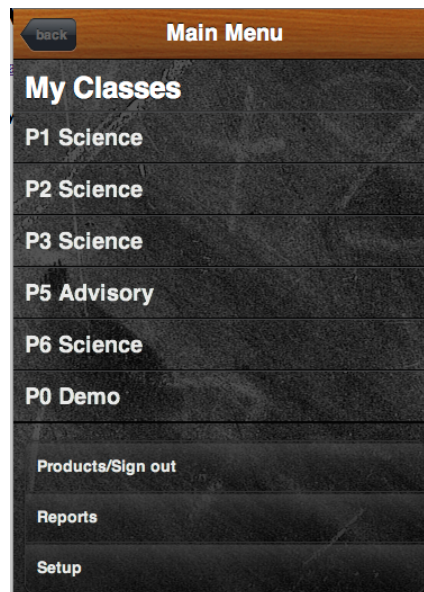 back
Main Menu
My Classes
P1 Science
P2 Science
P3 Science
P5 Advisory
P6 Science
P0 Demo
Products/Sign out
Reports
Setup